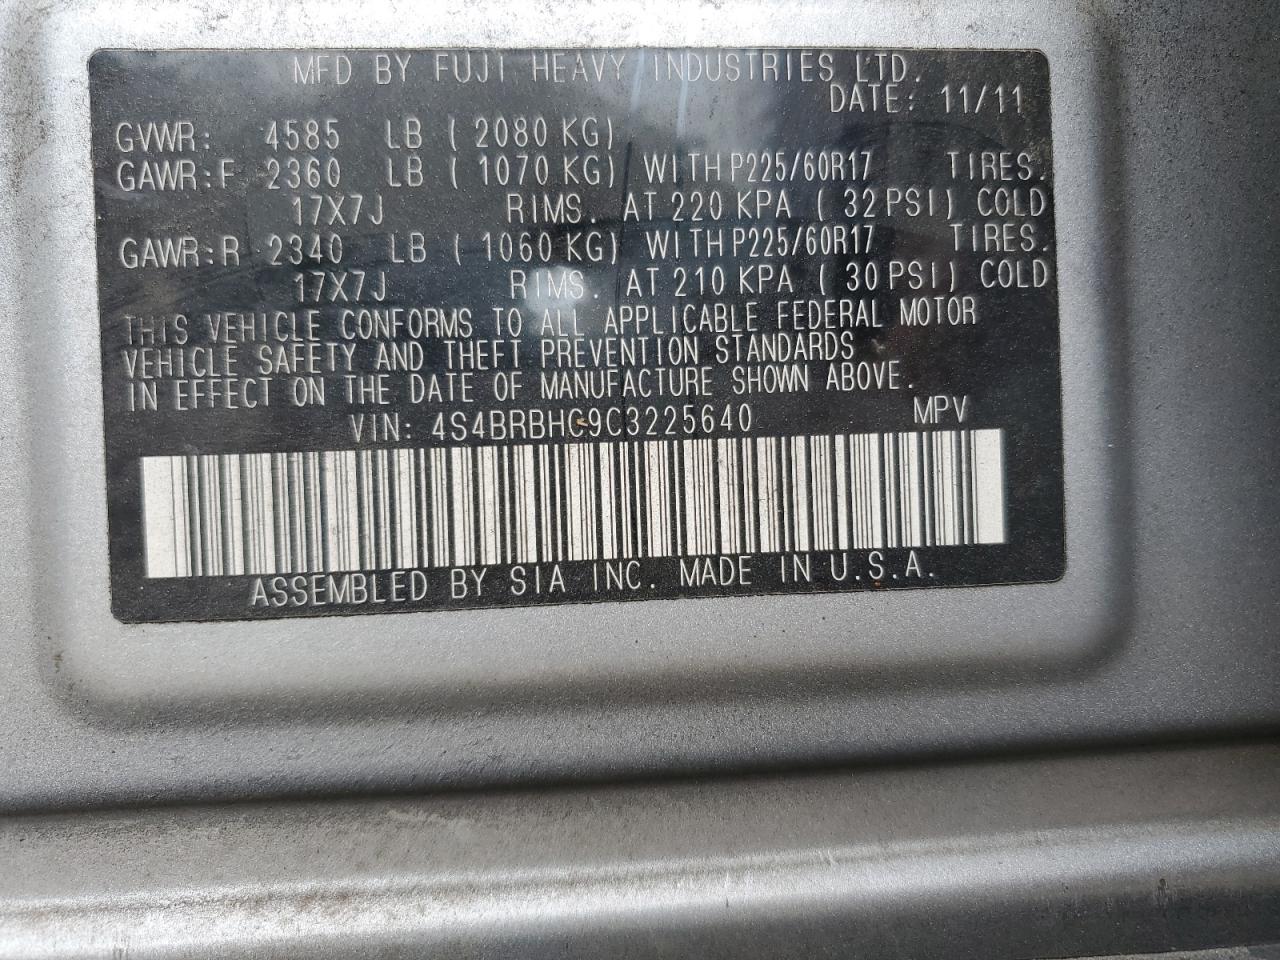 MFD BY FUJI HEAVY INDUSTRIES LTD.
DATE: 11/11
GVWR: 4585 LB ( 2080 KG)
GAWR:F 2360 LB ( 1070 KG) WITH P225/60R17 TIRES.
17X7J RIMS. AT 220 KPA ( 32 PSI) COLD
GAWR:R 2340 LB ( 1060 KG) WITH P225/60R17 TIRES.
17X7J RIMS. AT 210 KPA ( 30 PSI) COLD
THIS VEHICLE CONFORMS TO ALL APPLICABLE FEDERAL MOTOR
VEHICLE SAFETY AND THEFT PREVENTION STANDARDS
IN EFFECT ON THE DATE OF MANUFACTURE SHOWN ABOVE.
VIN: 4S4BRBHC9C3225640 MPV
ASSEMBLED BY SIA INC. MADE IN U.S.A.